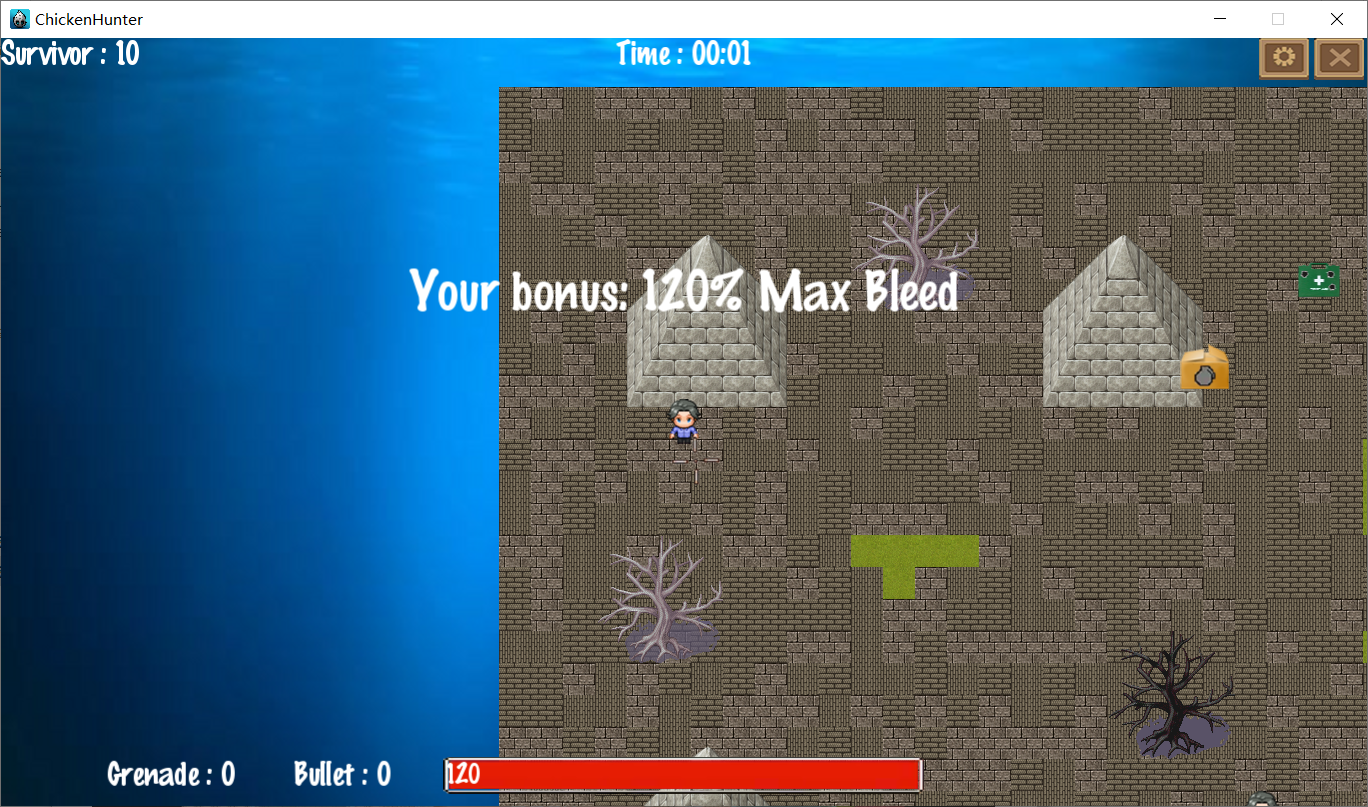 ChickenHunter
Survivor : 10
Time : 00:01
Your bonus: 120% Max Bleed
Grenade : 0
Bullet : 0
120